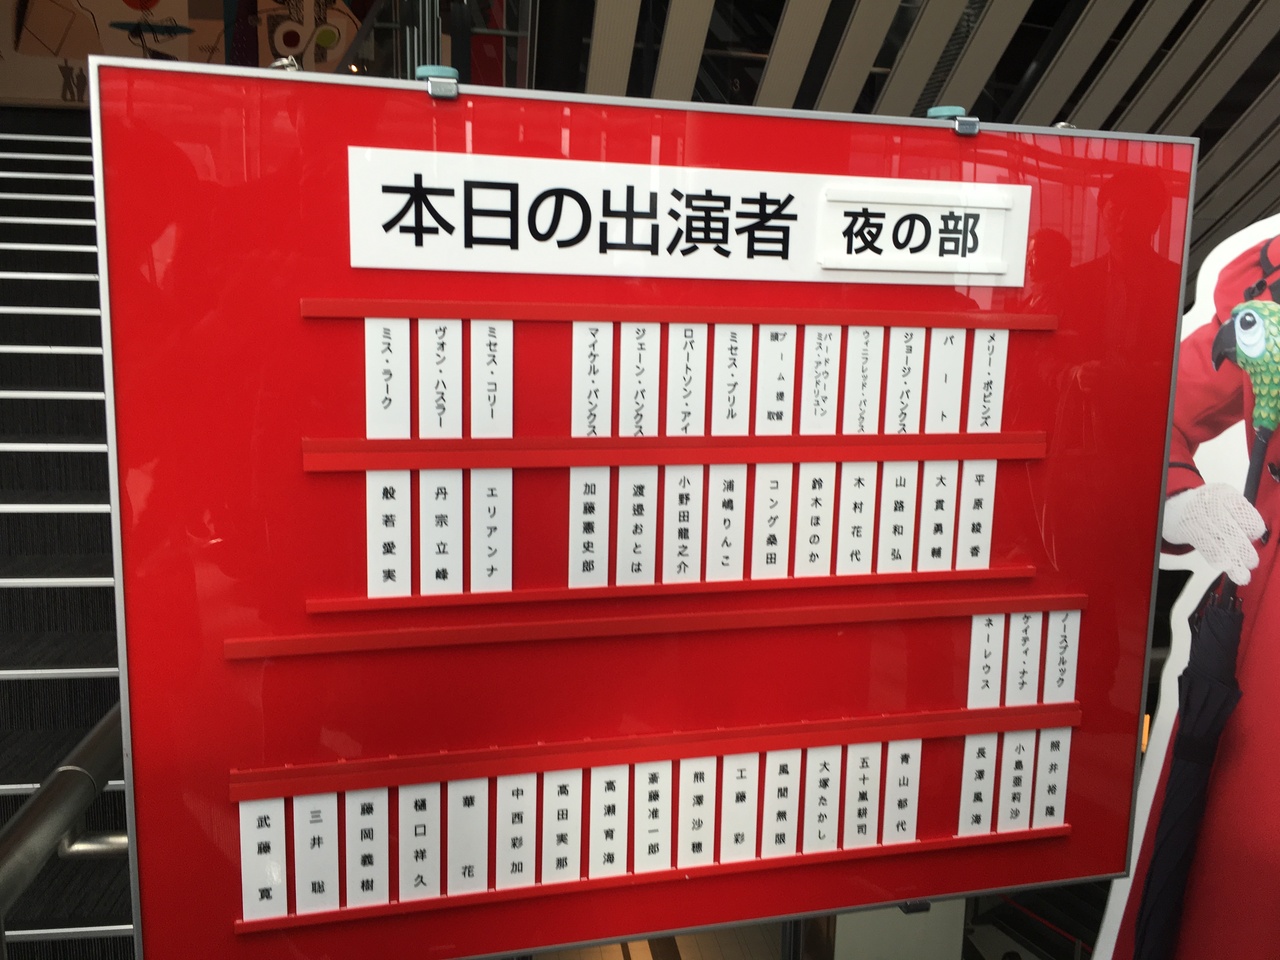 本日の出演者 夜の部
メリー・ポピンズ
バート
ジョージ・バンクス
ウィニフレッド・バンクス
バードウーマン
ミス・アンドリュー
ブーム提督
頭取
ミセス・ブリル
ロバートソン・アイ
ジェーン・バンクス
マイケル・バンクス
ミセス・コリー
ヴォン・ハスラー
ミス・ラーク
平原綾香
大貫勇輔
山路和弘
木村花代
鈴木ほのか
コング桑田
浦嶋りんこ
小野田龍之介
渡邉おとは
加藤憲史郎
エリアンナ
丹宗立峰
般若愛実
ノースブルック
ケイティ・ナナ
ネーレウス
照井裕隆
小島亜莉沙
長澤風海
青山郁代
五十嵐耕司
大塚たかし
風間無限
工藤彩
熊澤沙穂
斎藤准一郎
高瀬育海
高田実那
中西彩加
華花
樋口祥久
藤岡義樹
三井聡
武藤寛